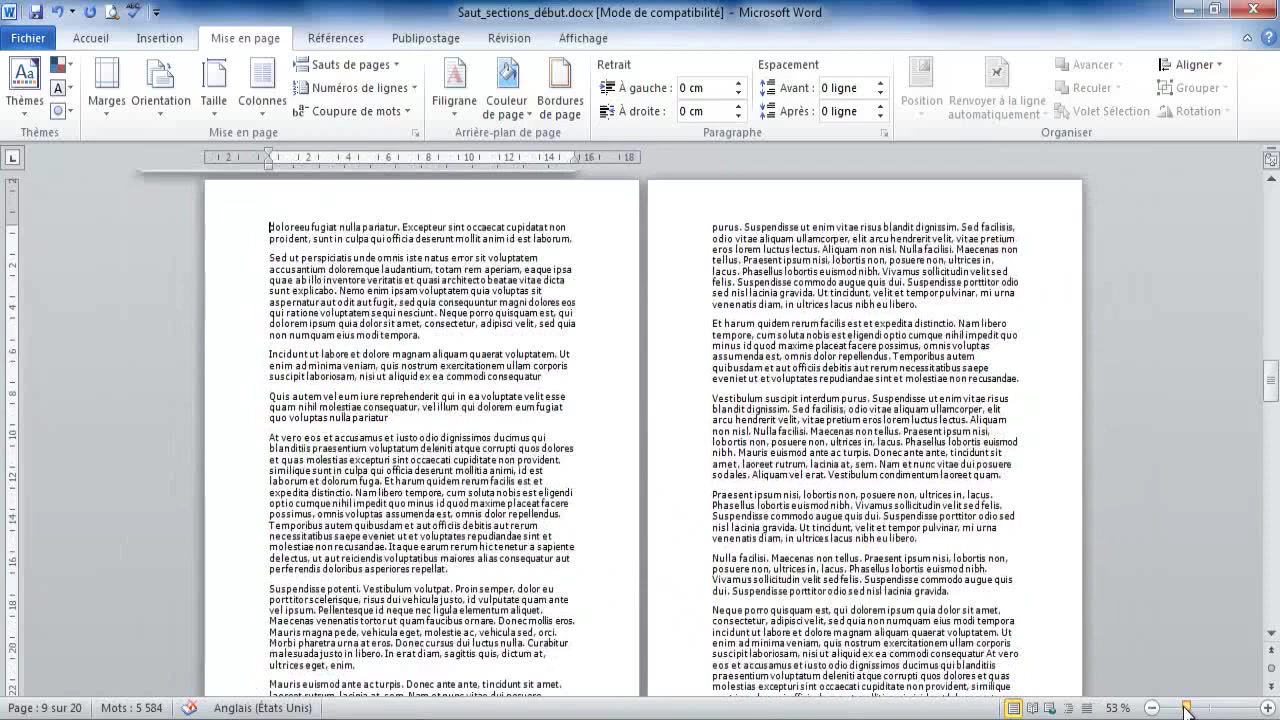 Saut_sections_début.docx [Mode de compatibilité] - Microsoft Word
Fichier Accueil Insertion Mise en page Références Publipostage Révision Affichage
Thèmes Marges Orientation Taille Colonnes
Sauts de pages
Numéros de lignes
Coupure de mots
Filigrane Couleur de page Bordures de page
Retrait
À gauche : 0 cm
À droite : 0 cm
Espacement
Avant : 0 ligne
Après : 0 ligne
Position Renvoyer à la ligne automatiquement
Avancer
Reculer
Volet Sélection
Aligner
Grouper
Rotation
Thèmes Mise en page Arrière-plan de page Paragraphe Organiser
2 2 4 6 8 10 12 14 16 18
dolore eu fugiat nulla pariatur. Excepteur sint occaecat cupidatat non
proident, sunt in culpa qui officia deserunt mollit anim id est laborum.
Sed ut perspiciatis unde omnis iste natus error sit voluptatem
accusantium doloremque laudantium, totam rem aperiam, eaque ipsa
quae ab illo inventore veritatis et quasi architecto beatae vitae dicta
sunt explicabo. Nemo enim ipsam voluptatem quia voluptas sit
aspernatur aut odit aut fugit, sed quia consequuntur magni dolores eos
qui ratione voluptatem sequi nesciunt. Neque porro quisquam est, qui
dolorem ipsum quia dolor sit amet, consectetur, adipisci velit, sed quia
non numquam eius modi tempora.
Incidunt ut labore et dolore magnam aliquam quaerat voluptatem. Ut
enim ad minima veniam, quis nostrum exercitationem ullam corporis
suscipit laboriosam, nisi ut aliquid ex ea commodi consequatur
Quis autem vel eum iure reprehenderit qui in ea voluptate velit esse
quam nihil molestiae consequatur, vel illum qui dolorem eum fugiat
quo voluptas nulla pariatur
At vero eos et accusamus et iusto odio dignissimos ducimus qui
blanditiis praesentium voluptatum deleniti atque corrupti quos dolores
et quas molestias excepturi sint occaecati cupiditate non provident,
similique sunt in culpa qui officia deserunt mollitia animi, id est
laborum et dolorum fuga. Et harum quidem rerum facilis est et
expedita distinctio. Nam libero tempore, cum soluta nobis est eligendi
optio cumque nihil impedit quo minus id quod maxime placeat facere
possimus, omnis voluptas assumenda est, omnis dolor repellendus.
Temporibus autem quibusdam et aut officiis debitis aut rerum
necessitatibus saepe eveniet ut et voluptates repudiandae sint et
molestiae non recusandae. Itaque earum rerum hic tenetur a sapiente
delectus, ut aut reiciendis voluptatibus maiores alias consequatur aut
perferendis doloribus asperiores repellat.
Suspendisse potenti. Vestibulum volutpat. Proin semper, dolor eu
porttitor scelerisque, risus dui vehicula justo, id vulputate quam ante
vel ipsum. Pellentesque id neque nec ligula elementum aliquet.
Maecenas venenatis tortor ut quam faucibus ornare. Donec mollis eros.
Mauris magna pede, vehicula eget, molestie ac, vehicula sed, orci.
Morbi pharetra urna at eros. Donec cursus dui luctus nulla. Curabitur
malesuada justo in libero. In erat diam, sagittis quis, dictum at,
ultrices eget, enim.
Mauris euismod ante ac turpis. Donec ante ante, tincidunt sit amet.
laoreet rutrum, lacinia at, sem. Nam et nunc vitae dui posuere
purus. Suspendisse ut enim vitae risus blandit dignissim. Sed facilisis,
odio vitae aliquam ullamcorper, elit arcu hendrerit velit, vitae pretium
eros lorem luctus lectus. Aliquam non nisl. Nulla facilisi. Maecenas non
tellus. Praesent ipsum nisi, lobortis non, posuere non, ultrices in,
lacus. Phasellus lobortis euismod nibh. Vivamus sollicitudin velit sed
felis. Suspendisse commodo augue quis dui. Suspendisse porttitor odio
sed nisl lacinia gravida. Ut tincidunt, velit et tempor pulvinar, mi urna
venenatis diam, in ultrices lacus nibh eu libero.
Et harum quidem rerum facilis est et expedita distinctio. Nam libero
tempore, cum soluta nobis est eligendi optio cumque nihil impedit quo
minus id quod maxime placeat facere possimus, omnis voluptas
assumenda est, omnis dolor repellendus. Temporibus autem
quibusdam et aut officiis debitis aut rerum necessitatibus saepe
eveniet ut et voluptates repudiandae sint et molestiae non recusandae.
Vestibulum suscipit interdum purus. Suspendisse ut enim vitae risus
blandit dignissim. Sed facilisis, odio vitae aliquam ullamcorper, elit
arcu hendrerit velit, vitae pretium eros lorem luctus lectus. Aliquam
non nisl. Nulla facilisi. Maecenas non tellus. Praesent ipsum nisi,
lobortis non, posuere non, ultrices in, lacus. Phasellus lobortis euismod
nibh. Mauris euismod ante ac turpis. Donec ante ante, tincidunt sit
amet, laoreet rutrum, lacinia at, sem. Nam et nunc vitae dui posuere
sodales. Aliquam vel erat. Vestibulum condimentum laoreet quam.
Praesent ipsum nisi, lobortis non, posuere non, ultrices in, lacus.
Phasellus lobortis euismod nibh. Vivamus sollicitudin velit sed felis.
Suspendisse commodo augue quis dui. Suspendisse porttitor odio sed
nisl lacinia gravida. Ut tincidunt, velit et tempor pulvinar, mi urna
venenatis diam, in ultrices lacus nibh eu libero.
Nulla facilisi. Maecenas non tellus. Praesent ipsum nisi, lobortis non,
posuere non, ultrices in, lacus. Phasellus lobortis euismod nibh.
Vivamus sollicitudin velit sed felis. Suspendisse commodo augue quis
dui. Suspendisse porttitor odio sed nisl lacinia gravida.
Neque porro quisquam est, qui dolorem ipsum quia dolor sit amet,
consectetur, adipisci velit, sed quia non numquam eius modi tempora
incidunt ut labore et dolore magnam aliquam quaerat voluptatem. Ut
enim ad minima veniam, quis nostrum exercitationem ullam corporis
suscipit laboriosam, nisi ut aliquid ex ea commodi consequatur At vero
eos et accusamus et iusto odio dignissimos ducimus qui blanditiis
praesentium voluptatum deleniti atque corrupti quos dolores et quas
molestias excepturi sint occaecati cupiditate non provident, similique
Page : 9 sur 20 Mots : 5 584 Anglais (États Unis) 53 %